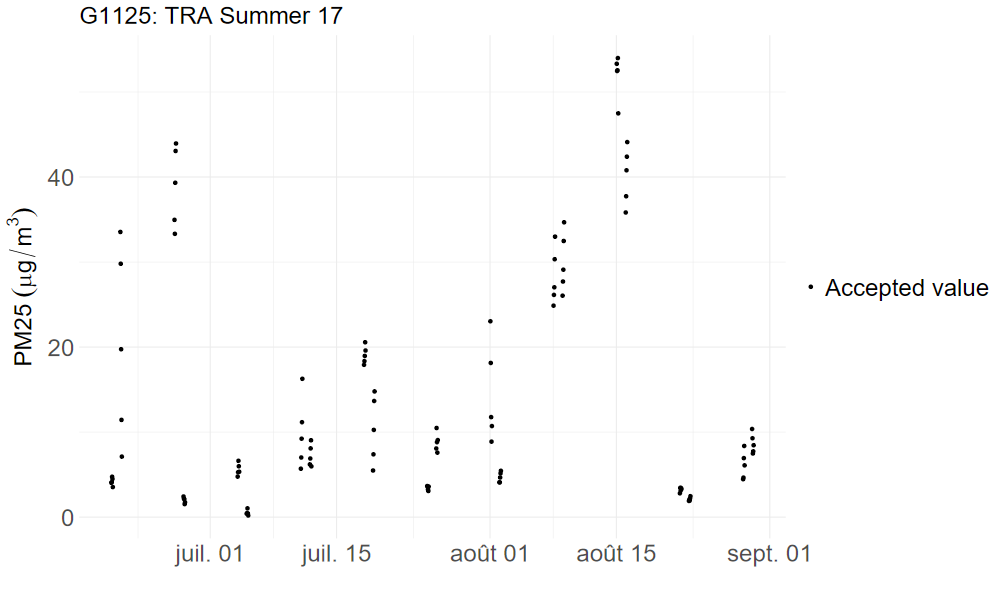 G1125: TRA Summer 17
PM25 (μg/m³)
40
20
0
juil. 01 juil. 15 août 01 août 15 sept. 01
Accepted value